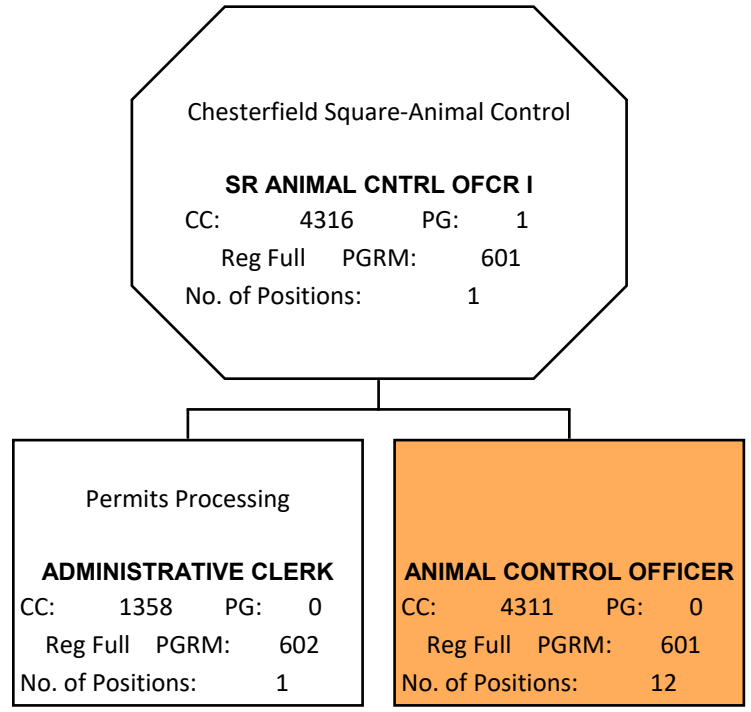 Chesterfield Square-Animal Control
SR ANIMAL CNTRL OFCR I
CC: 4316 PG: 1
Reg Full PGRM: 601
No. of Positions: 1
Permits Processing
ADMINISTRATIVE CLERK
CC: 1358 PG: 0
Reg Full PGRM: 602
No. of Positions: 1
ANIMAL CONTROL OFFICER
CC: 4311 PG: 0
Reg Full PGRM: 601
No. of Positions: 12